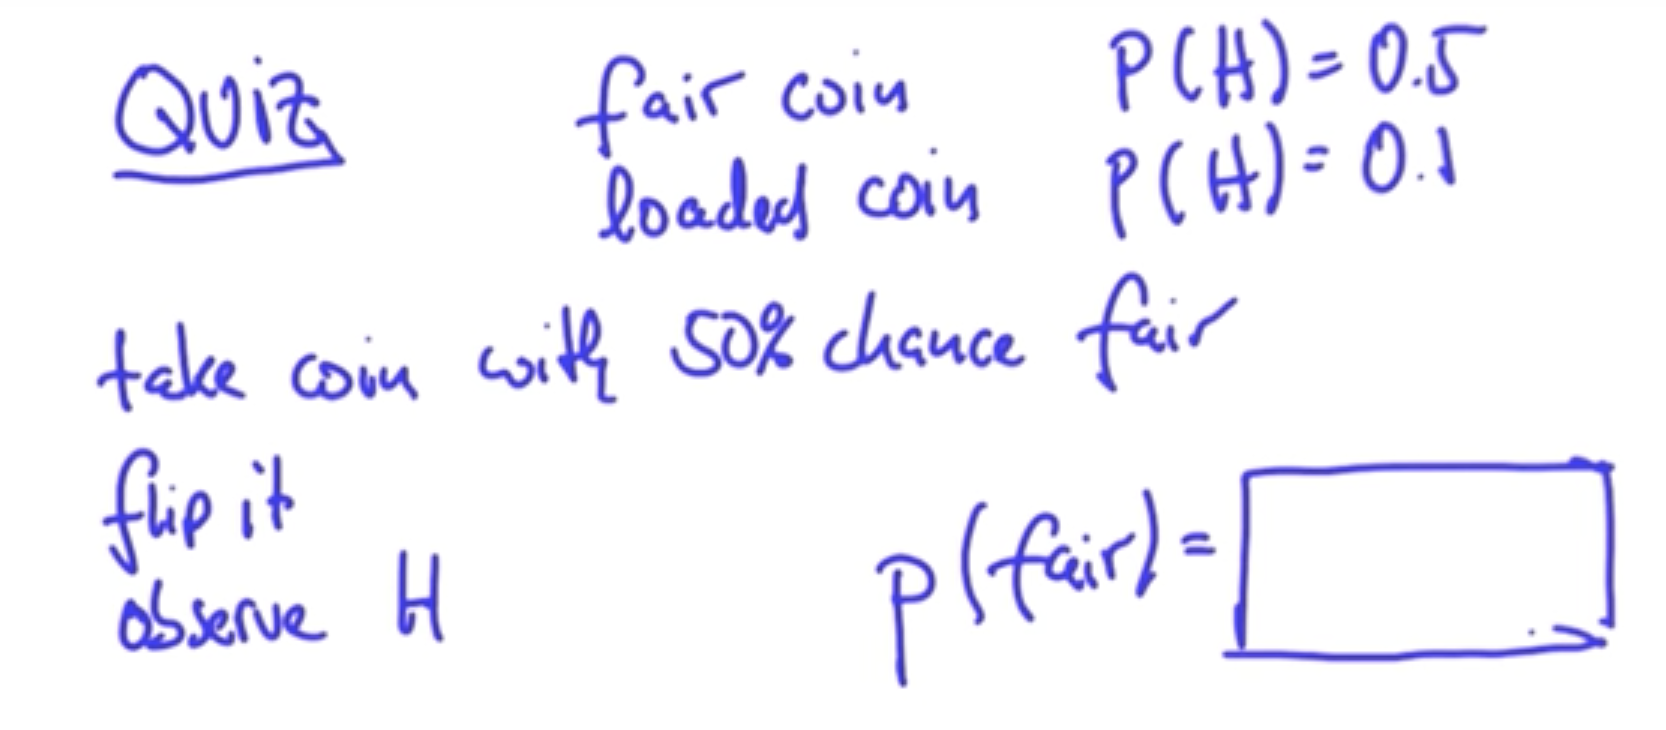 Quiz fair coin P(H) = 0.5
loaded coin P(H) = 0.1
take coin with 50% chance fair
flip it
observe H
P(fair) =